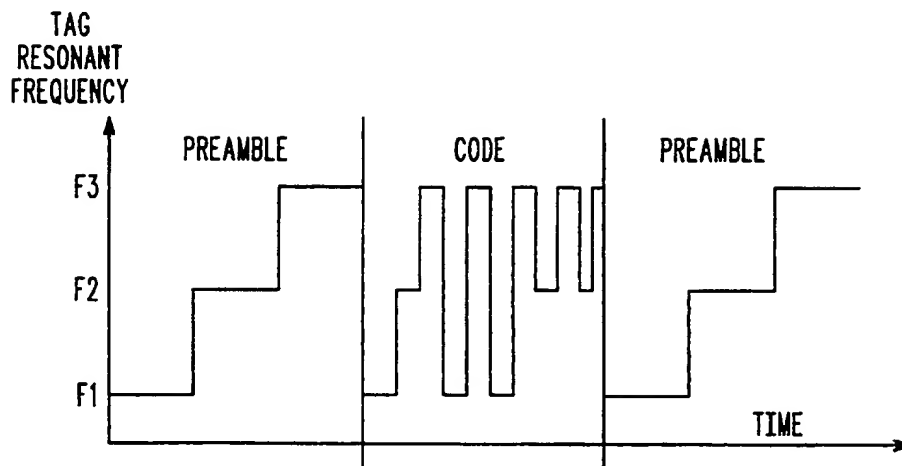 TAG
RESONANT
FREQUENCY
PREAMBLE
CODE
PREAMBLE
F3
F2
F1
TIME